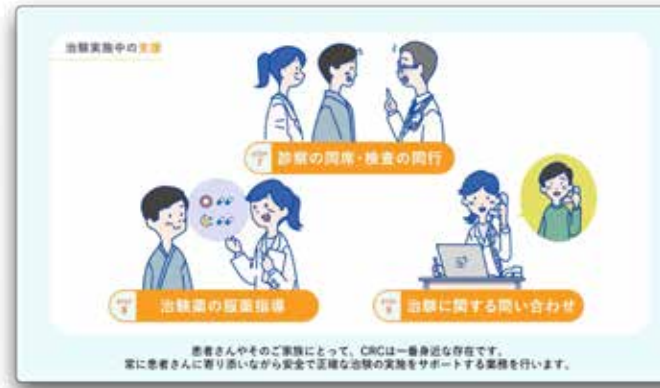 治験実施中の支援
診察の同席・検査の同行
治験薬の服薬指導
治験に関する問い合わせ
患者さんやそのご家族にとって、CRCは一番身近な存在です。
常に患者さんに寄り添いながら安全で正確な治験の実施をサポートする業務を行います。